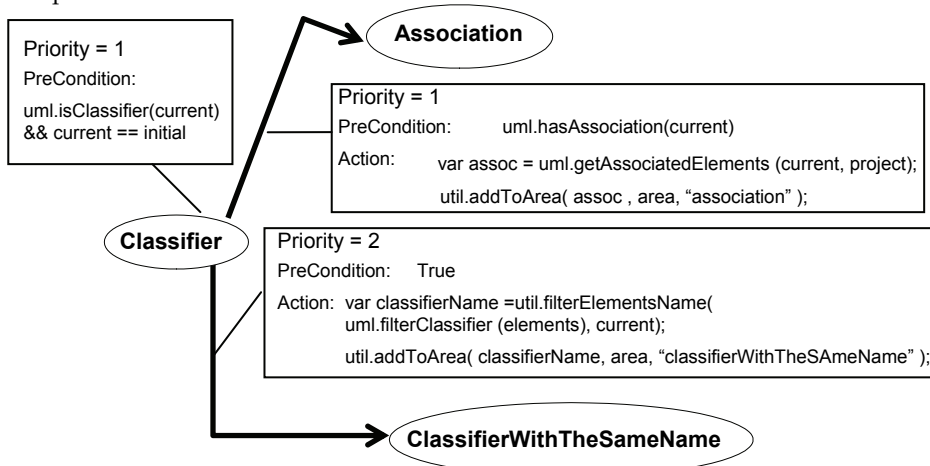 Association
Priority = 1
PreCondition:
uml.isClassifier(current)
&& current == initial
Priority = 1
PreCondition: uml.hasAssociation(current)
Action: var assoc = uml.getAssociatedElements (current, project);
util.addToArea( assoc , area, “association” );
Classifier
Priority = 2
PreCondition: True
Action: var classifierName =util.filterElementsName(
uml.filterClassifier (elements), current);
util.addToArea( classifierName, area, “classifierWithTheSAmeName” );
ClassifierWithTheSameName